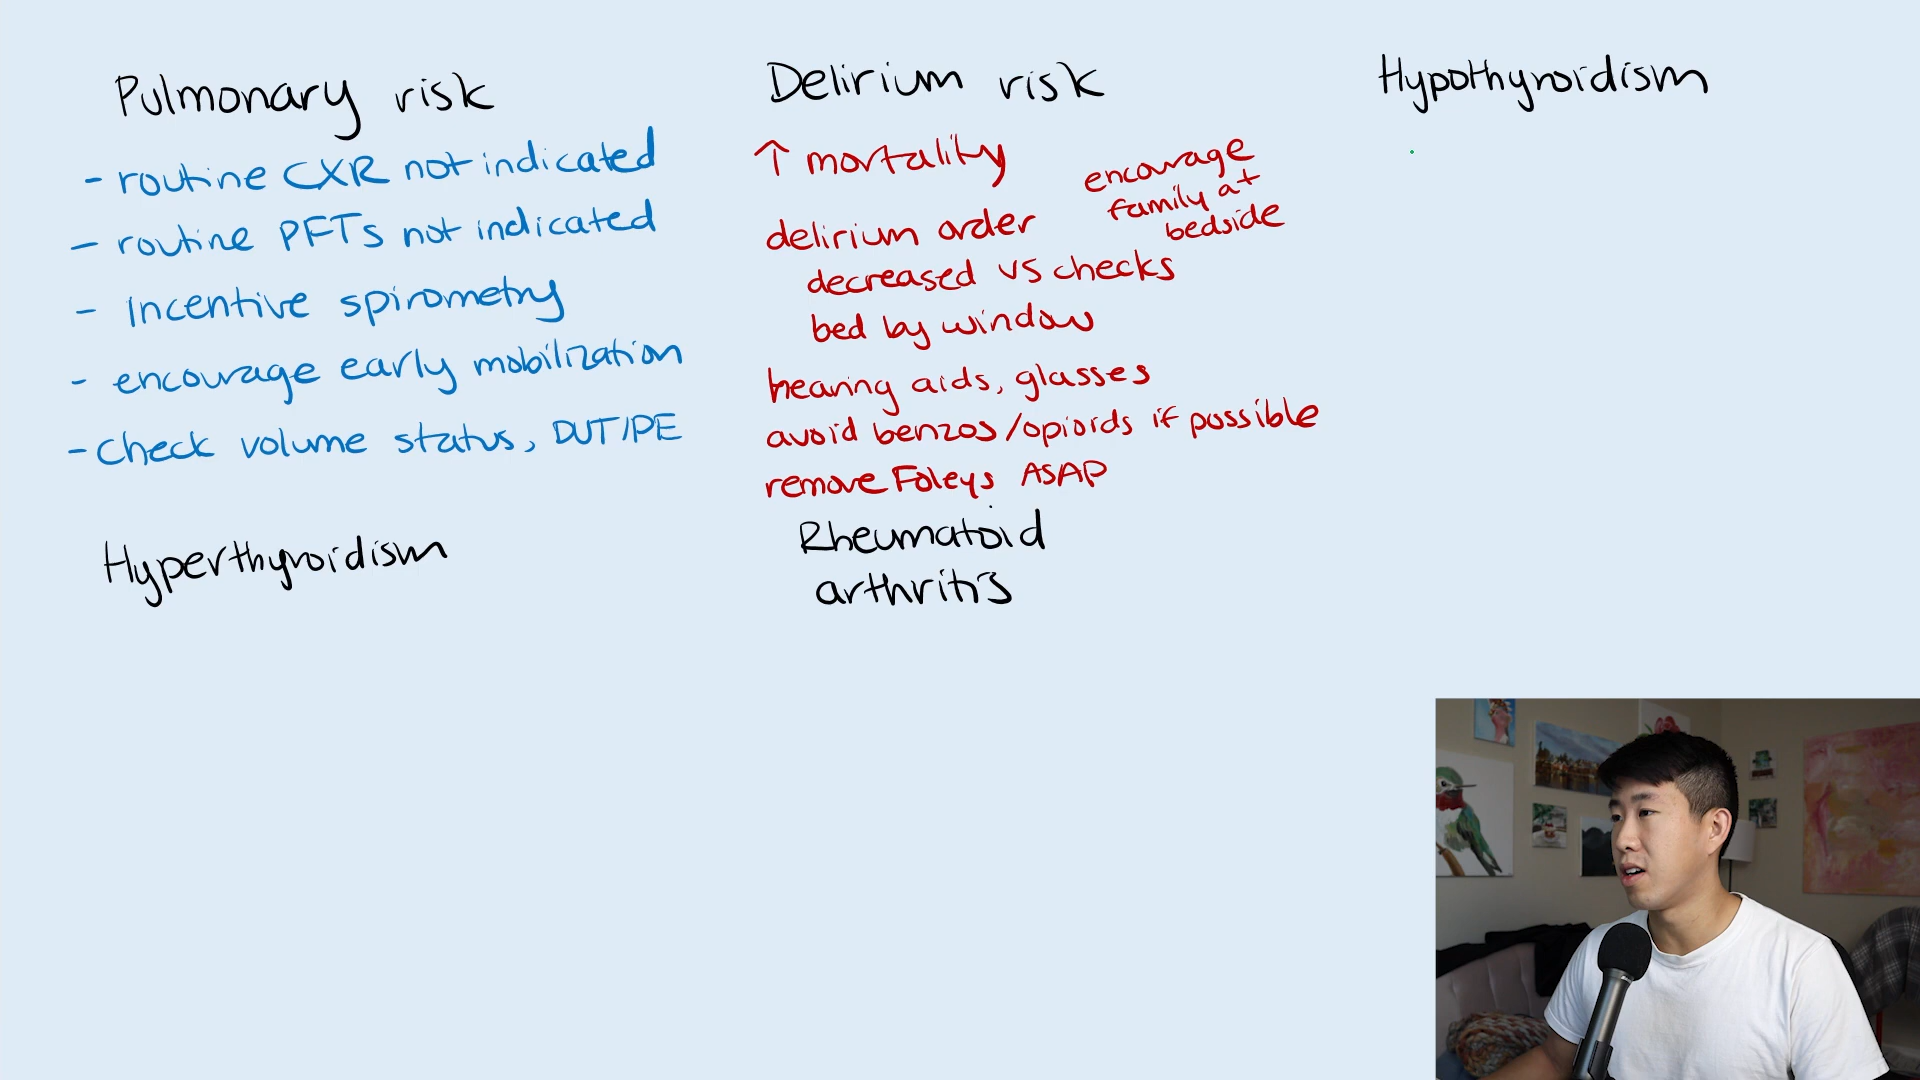 Pulmonary risk
- routine CXR not indicated
- routine PFTs not indicated
- Incentive spirometry
- encourage early mobilization
- Check volume status, DVT/PE
Delirium risk
↑ mortality
encourage
family at
bedside
delirium order
decreased VS checks
bed by window
hearing aids, glasses
avoid benzos/opioids if possible
remove Foleys ASAP
Hypothyroidism
Hyperthyroidism
Rheumatoid
arthritis